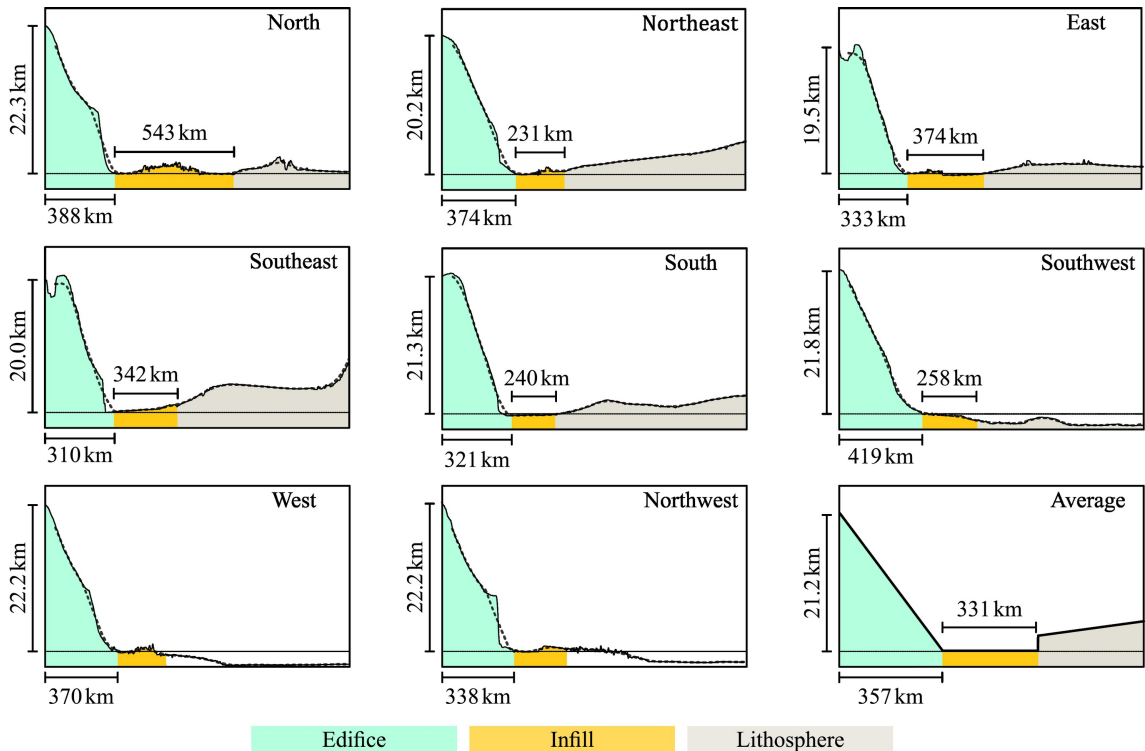 North
22.3 km
543 km
388 km
Northeast
20.2 km
231 km
374 km
East
19.5 km
374 km
333 km
Southeast
20.0 km
342 km
310 km
South
21.3 km
240 km
321 km
Southwest
21.8 km
258 km
419 km
West
22.2 km
370 km
Northwest
22.2 km
338 km
Average
21.2 km
331 km
357 km
Edifice
Infill
Lithosphere